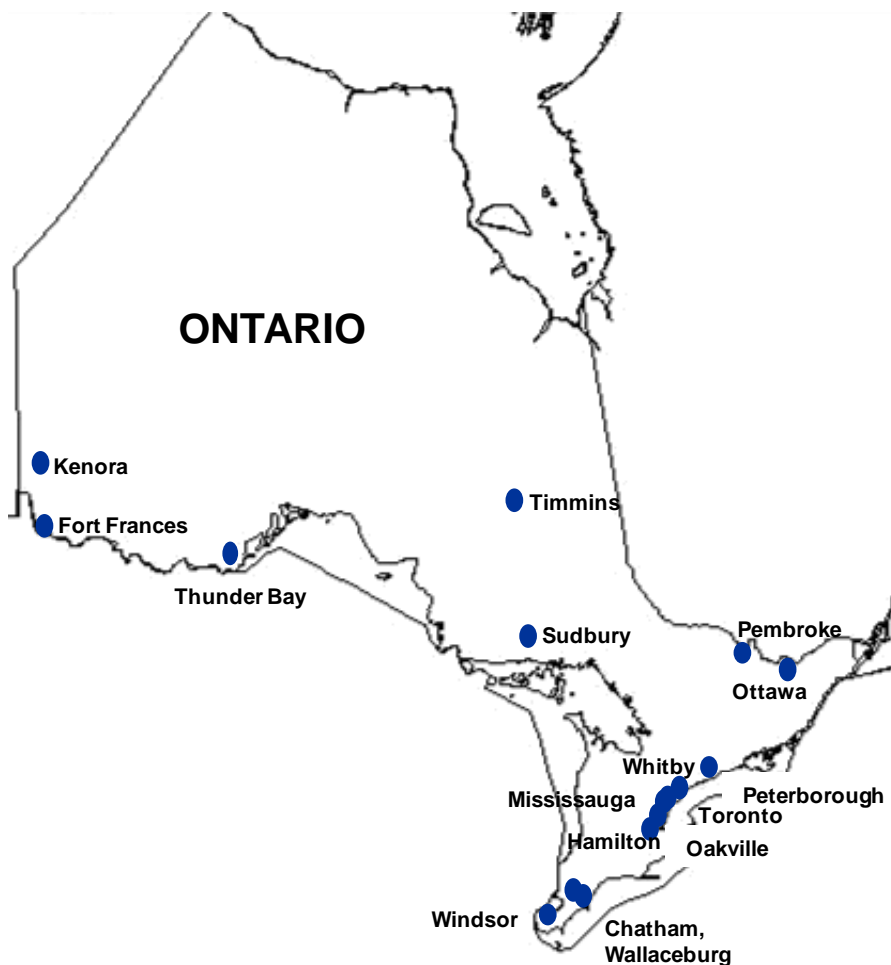 ONTARIO
Kenora
Timmins
Fort Frances
Thunder Bay
Sudbury
Pembroke
Ottawa
Whitby
Peterborough
Mississauga
Toronto
Hamilton
Oakville
Windsor
Chatham,
Wallaceburg